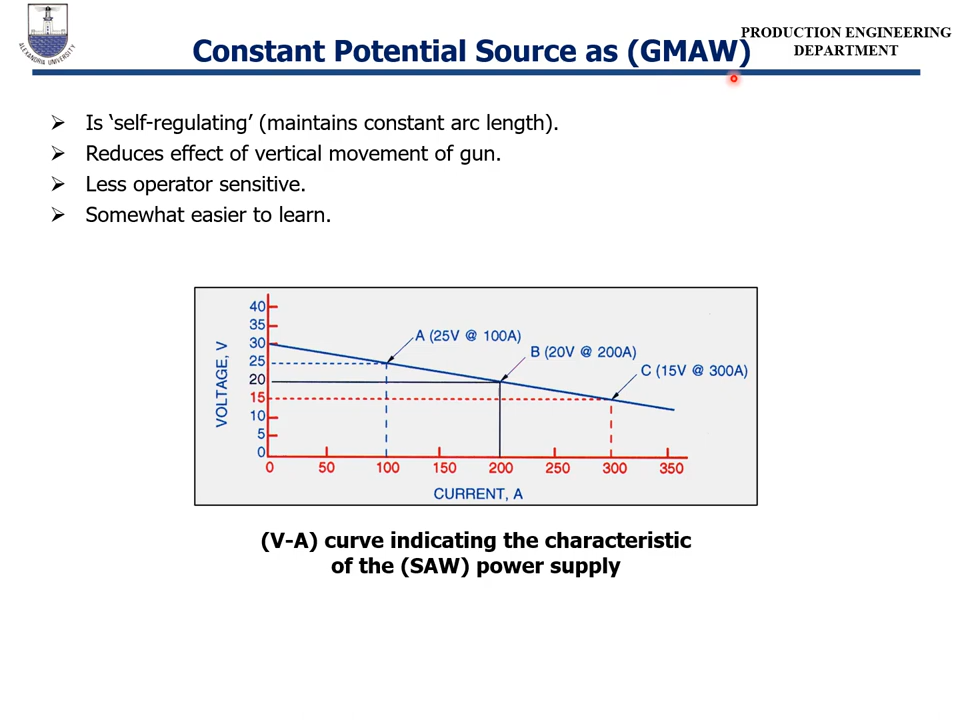 ALEXANDRIA UNIVERSITY
PRODUCTION ENGINEERING
DEPARTMENT
Constant Potential Source as (GMAW)
➢ Is ‘self-regulating’ (maintains constant arc length).
➢ Reduces effect of vertical movement of gun.
➢ Less operator sensitive.
➢ Somewhat easier to learn.
40
35
30
25
20
15
10
5
0
VOLTAGE, V
A (25V @ 100A)
B (20V @ 200A)
C (15V @ 300A)
0 50 100 150 200 250 300 350
CURRENT, A
(V-A) curve indicating the characteristic
of the (SAW) power supply